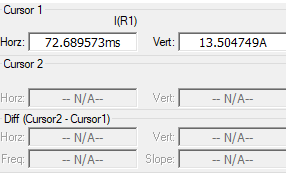 Cursor 1
I(R1)
Horz: 72.689573ms Vert: 13.504749A
Cursor 2
Horz: -- N/A-- Vert: -- N/A--
Diff (Cursor2 - Cursor1)
Horz: -- N/A-- Vert: -- N/A--
Freq: -- N/A-- Slope: -- N/A--